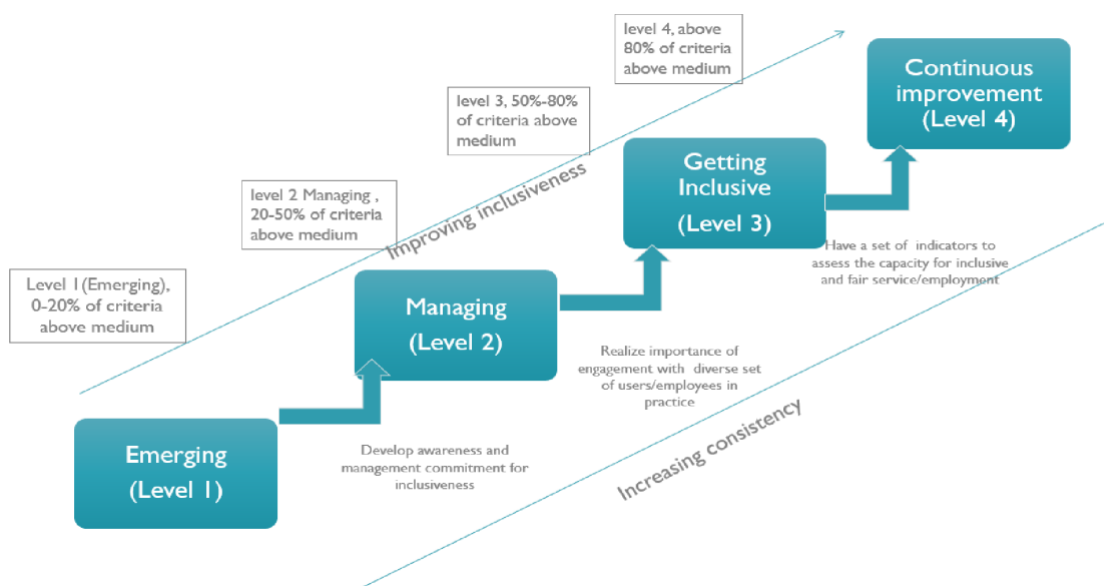 level 4, above
80% of criteria
above medium
Continuous
improvement
(Level 4)
level 3, 50%-80%
of criteria above
medium
Getting
Inclusive
(Level 3)
level 2 Managing ,
20-50% of criteria
above medium
Improving inclusiveness
Have a set of indicators to
assess the capacity for inclusive
and fair service/employment
Level 1(Emerging),
0-20% of criteria
above medium
Managing
(Level 2)
Realize importance of
engagement with diverse set
of users/employees in
practice
Increasing consistency
Emerging
(Level 1)
Develop awareness and
management commitment for
inclusiveness